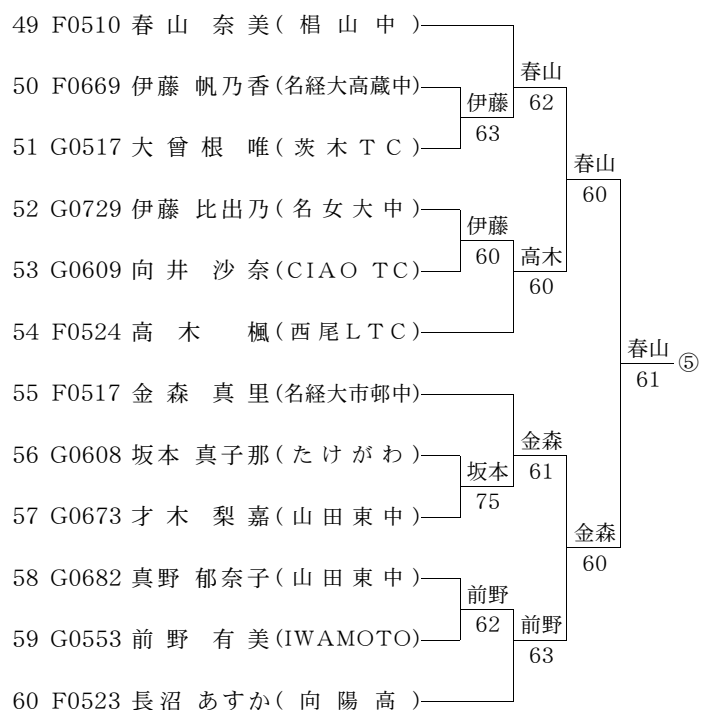 49 F0510 春山 奈美(椙山中)
春山
50 F0669 伊藤 帆乃香(名経大高蔵中)
伊藤
62
63
51 G0517 大曾根 唯(茨木TC)
春山
60
52 G0729 伊藤 比出乃(名女大中)
伊藤
60
高木
53 G0609 向井 沙奈(CIAO TC)
60
54 F0524 高木 楓(西尾LTC)
春山
⑤
61
55 F0517 金森 真里(名経大市邨中)
金森
56 G0608 坂本 真子那(たけがわ)
坂本
61
75
57 G0673 才木 梨嘉(山田東中)
金森
60
58 G0682 真野 郁奈子(山田東中)
前野
62
前野
59 G0553 前野 有美(IWAMOTO)
63
60 F0523 長沼 あすか(向陽高)